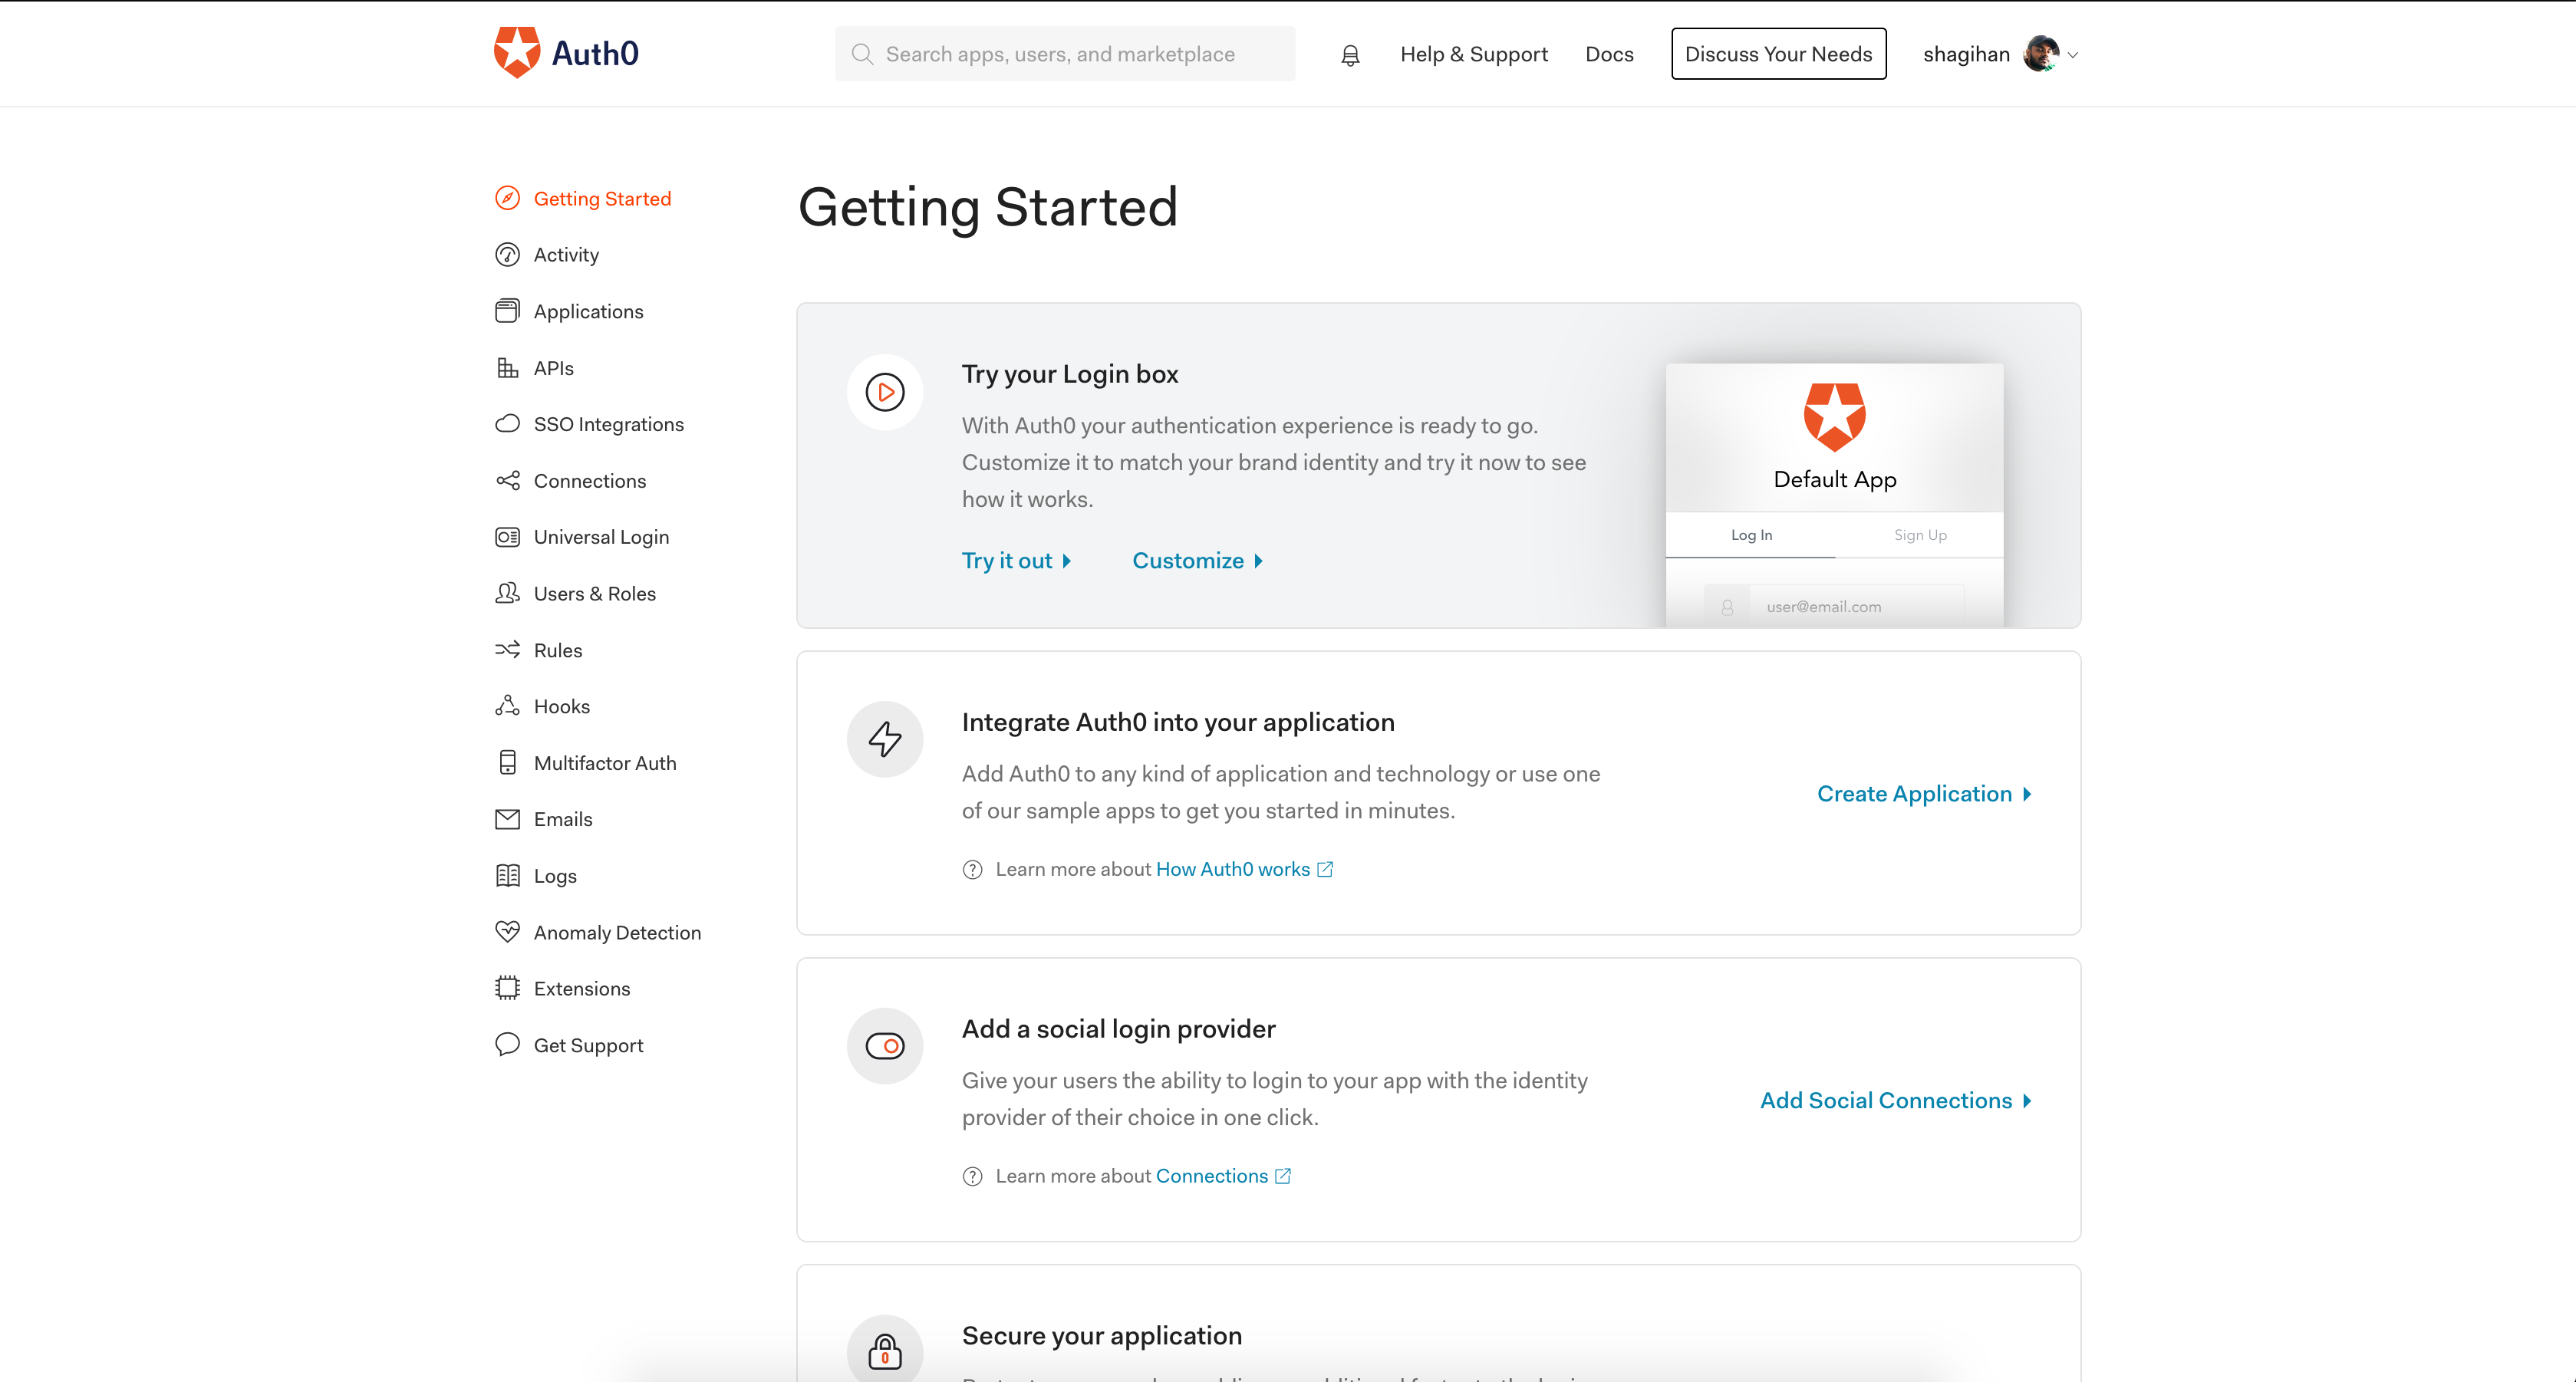 Auth0
Search apps, users, and marketplace
Help & Support
Docs
Discuss Your Needs
shagihan
Getting Started
Activity
Applications
APIs
SSO Integrations
Connections
Universal Login
Users & Roles
Rules
Hooks
Multifactor Auth
Emails
Logs
Anomaly Detection
Extensions
Get Support
Getting Started
Try your Login box
With Auth0 your authentication experience is ready to go.
Customize it to match your brand identity and try it now to see
how it works.
Try it out
Customize
Default App
Log In
Sign Up
user@email.com
Integrate Auth0 into your application
Add Auth0 to any kind of application and technology or use one
of our sample apps to get you started in minutes.
Learn more about How Auth0 works
Create Application
Add a social login provider
Give your users the ability to login to your app with the identity
provider of their choice in one click.
Learn more about Connections
Add Social Connections
Secure your application